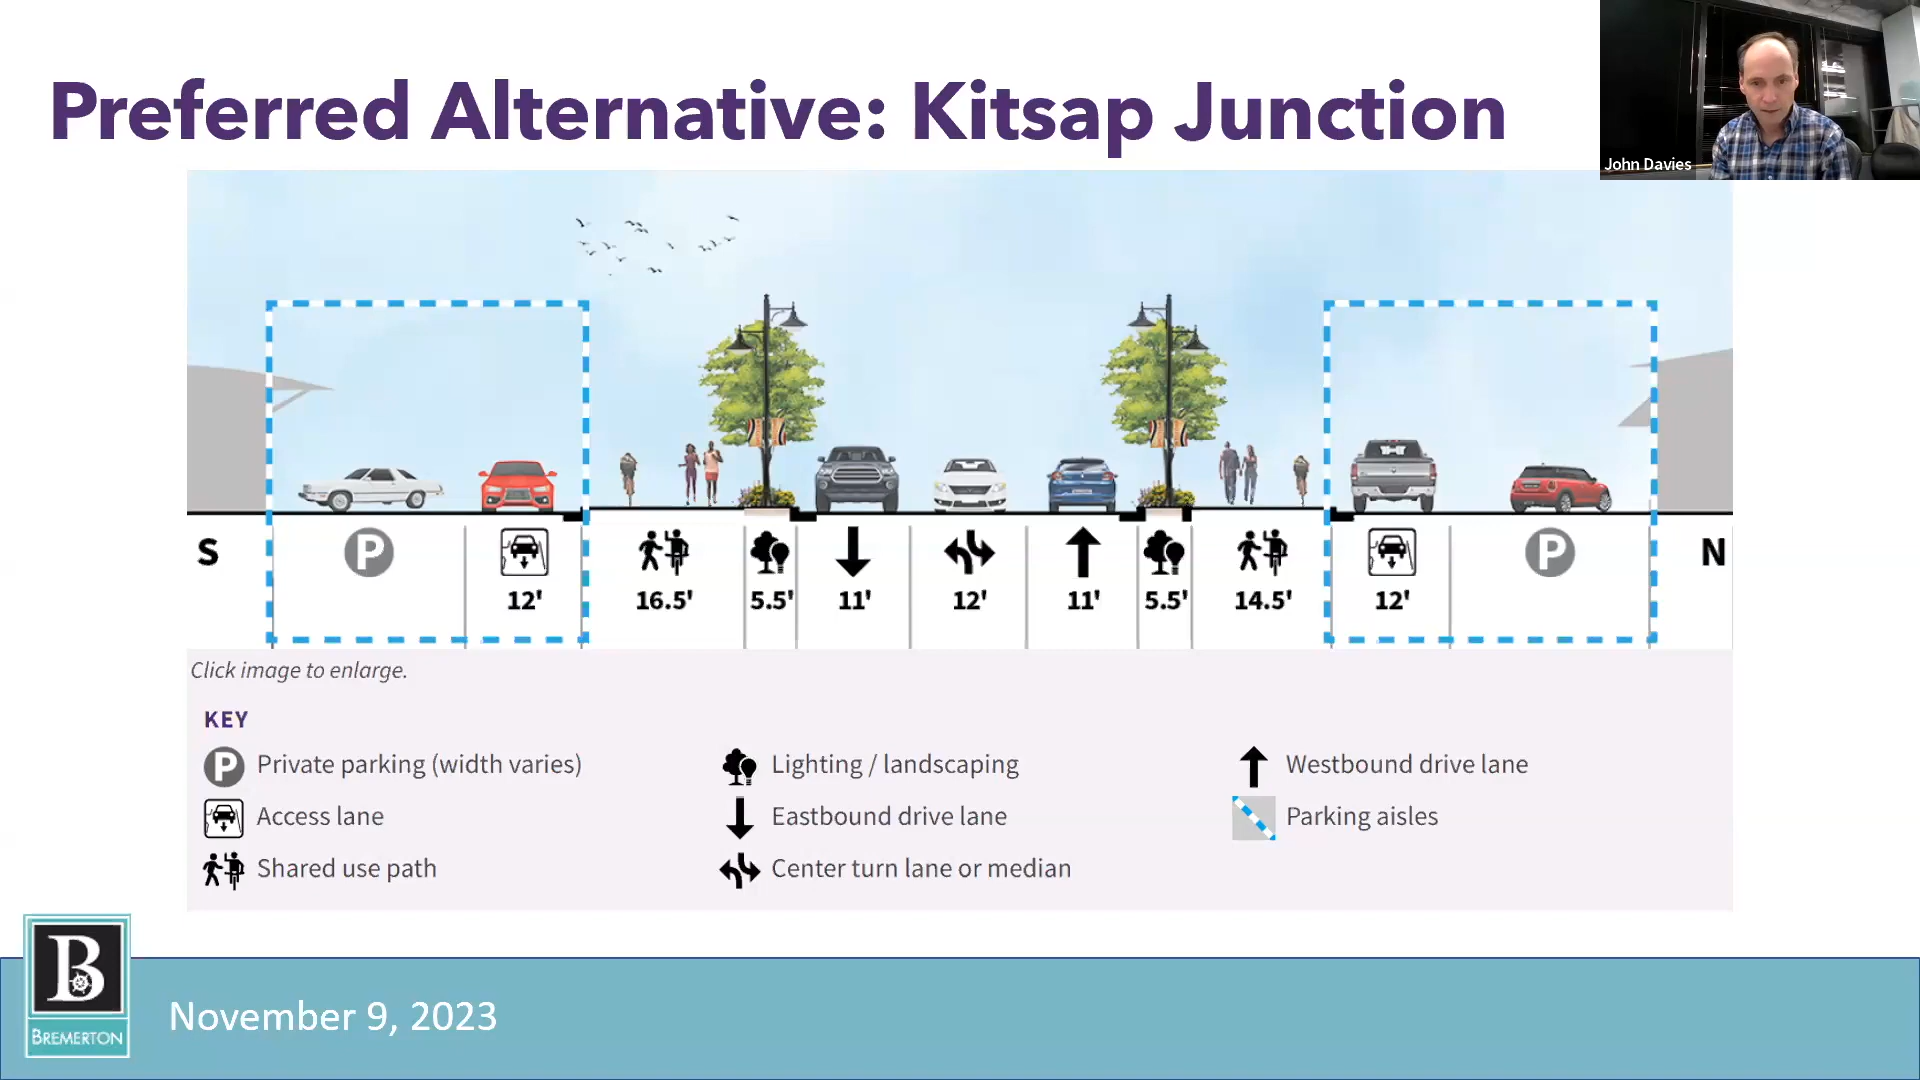 Preferred Alternative: Kitsap Junction
John Davies
S
P
P
N
12'
16.5'
5.5'
11'
12'
11'
5.5'
14.5'
12'
Click image to enlarge.
KEY
P Private parking (width varies)
Access lane
Shared use path
Lighting / landscaping
Eastbound drive lane
Center turn lane or median
Westbound drive lane
Parking aisles
B
BREMERTON
November 9, 2023